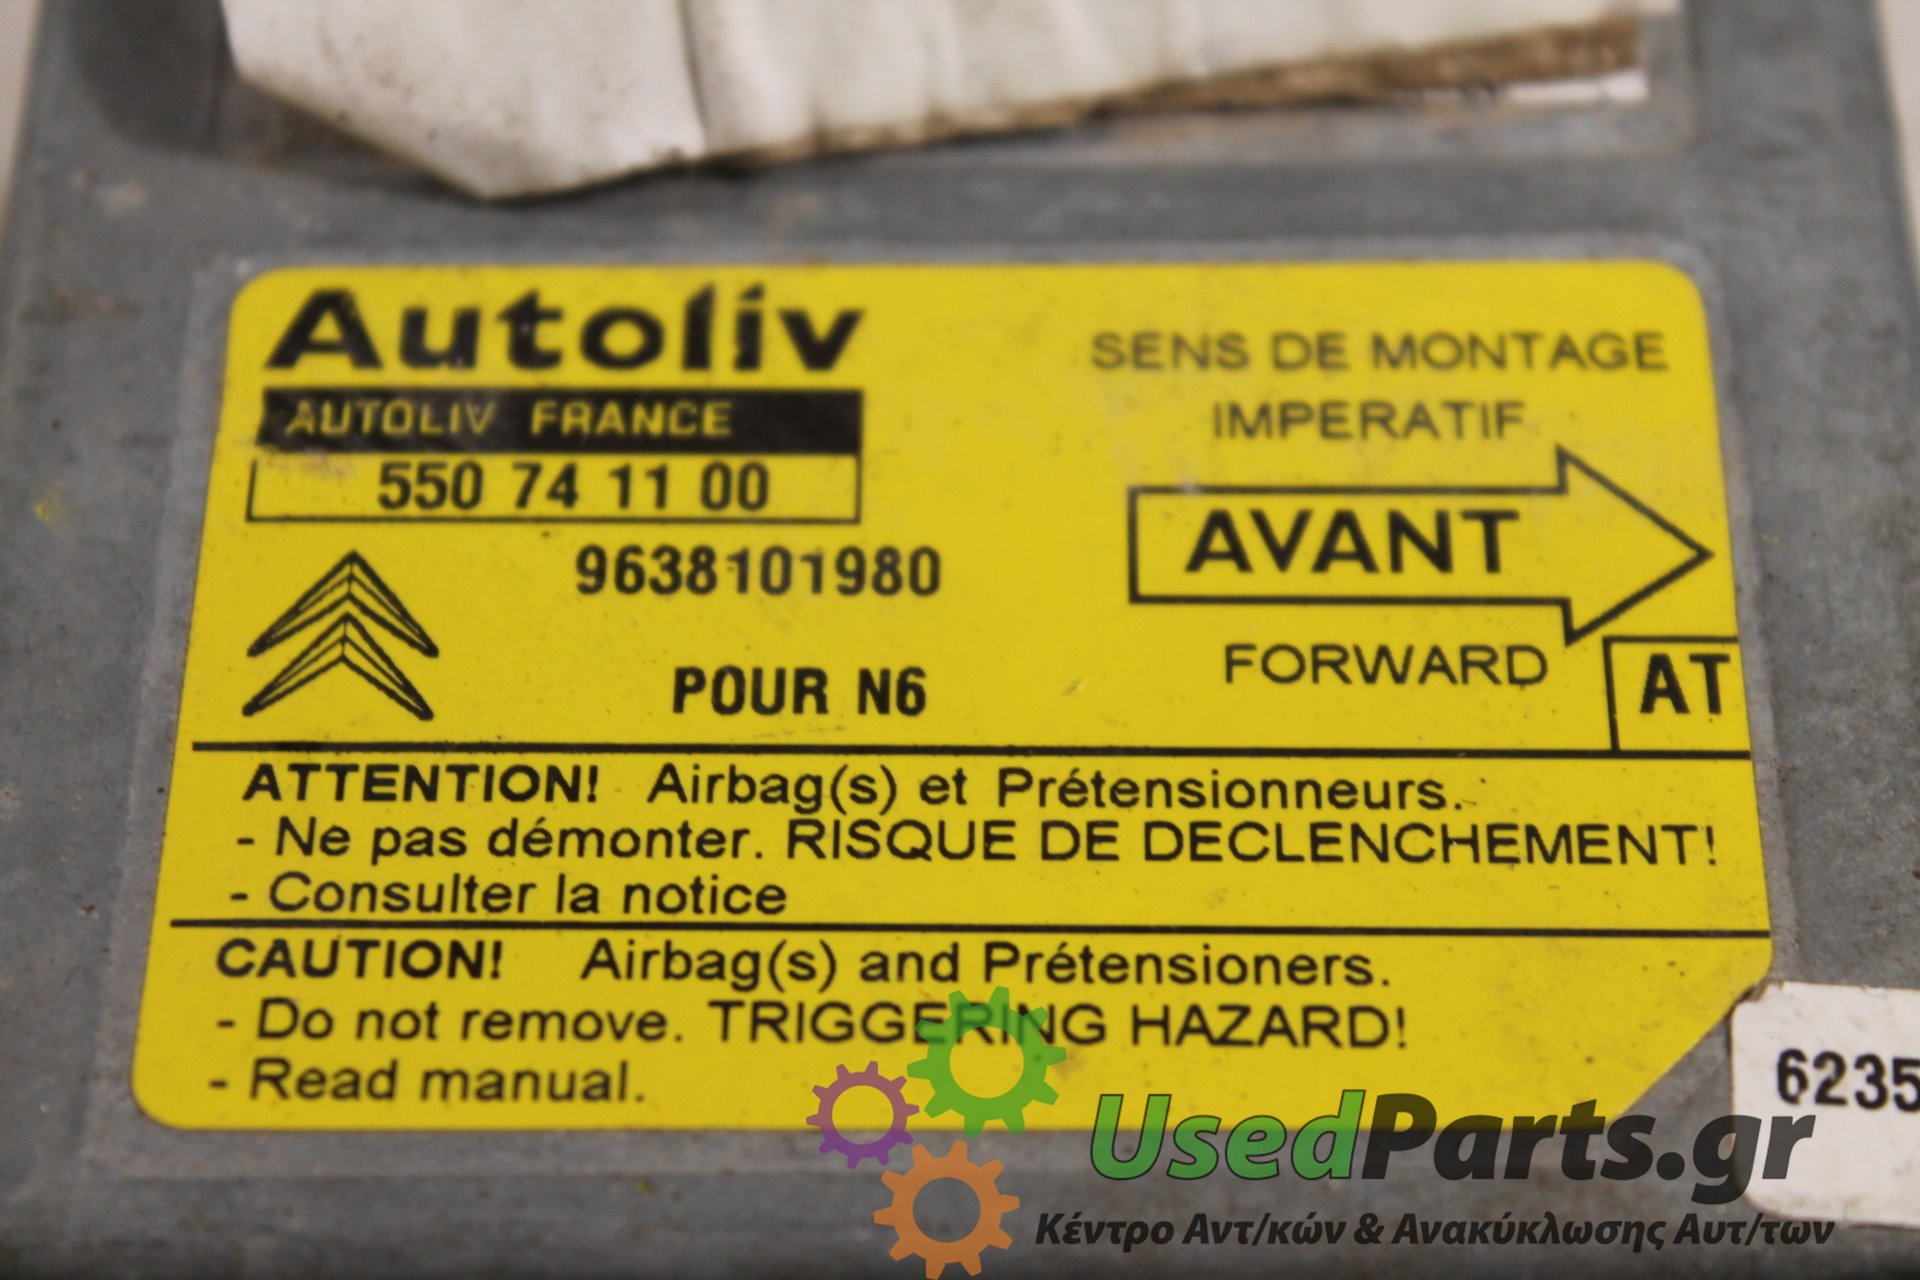 Autoliv
AUTOLIV FRANCE
550 74 11 00
9638101980
POUR N6
SENS DE MONTAGE
IMPERATIF
AVANT
FORWARD
AT
ATTENTION! Airbag(s) et Prétensionneurs.
- Ne pas démonter. RISQUE DE DECLENCHEMENT!
- Consulter la notice
CAUTION! Airbag(s) and Prétensioners.
- Do not remove. TRIGGERING HAZARD!
- Read manual.
6235
UsedParts.gr
Κέντρο Αντ/κών & Ανακύκλωσης Αυτ/των